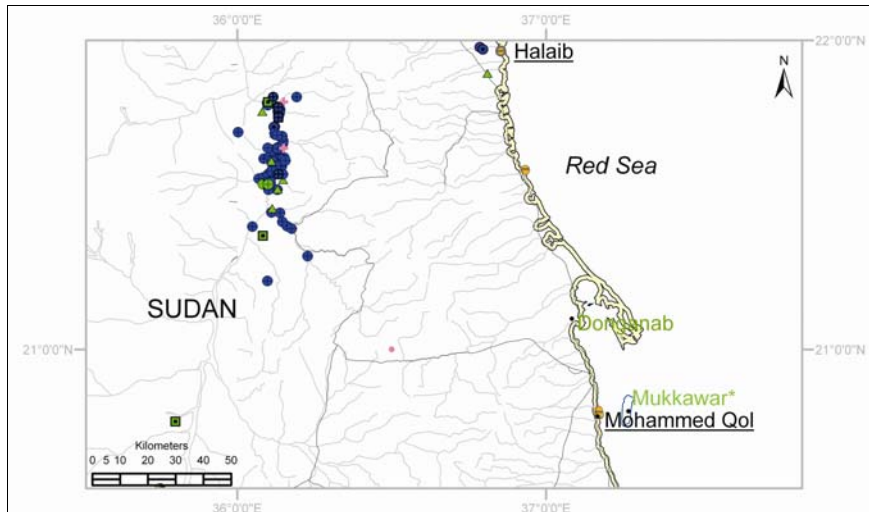 36°0'0"E
37°0'0"E
22°0'0"N
Halaib
N
Red Sea
SUDAN
Donganab
21°0'0"N
21°0'0"N
Mukkawar*
Mohammed Qol
Kilometers
0 5 10 20 30 40 50
36°0'0"E
37°0'0"E